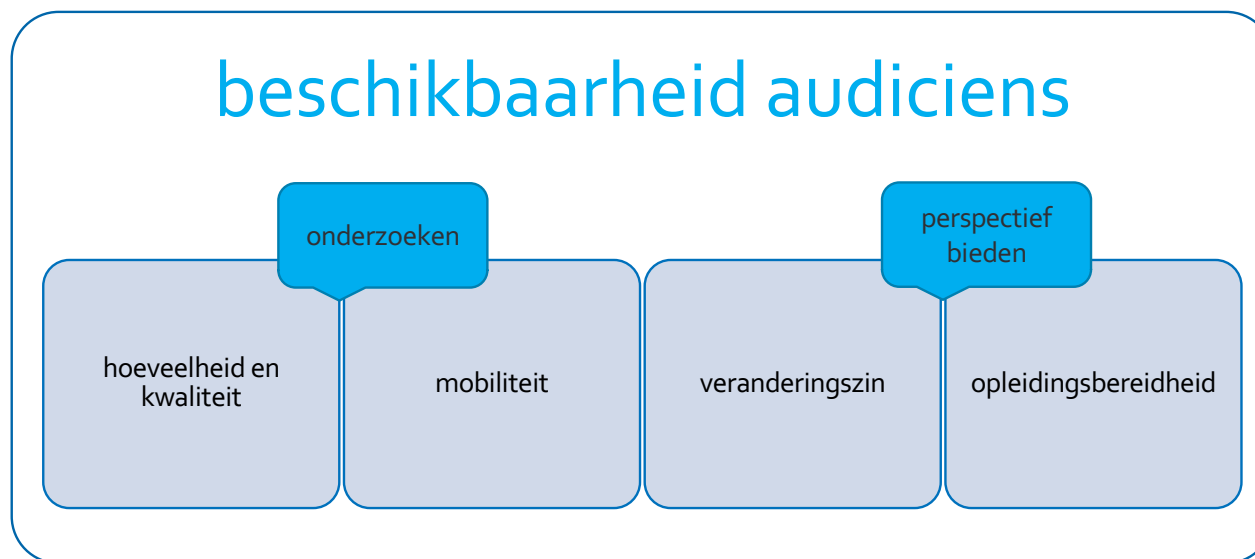 beschikbaarheid audiciens
onderzoeken
perspectief
bieden
hoeveelheid en
kwaliteit
mobiliteit
veranderingszin
opleidingsbereidheid